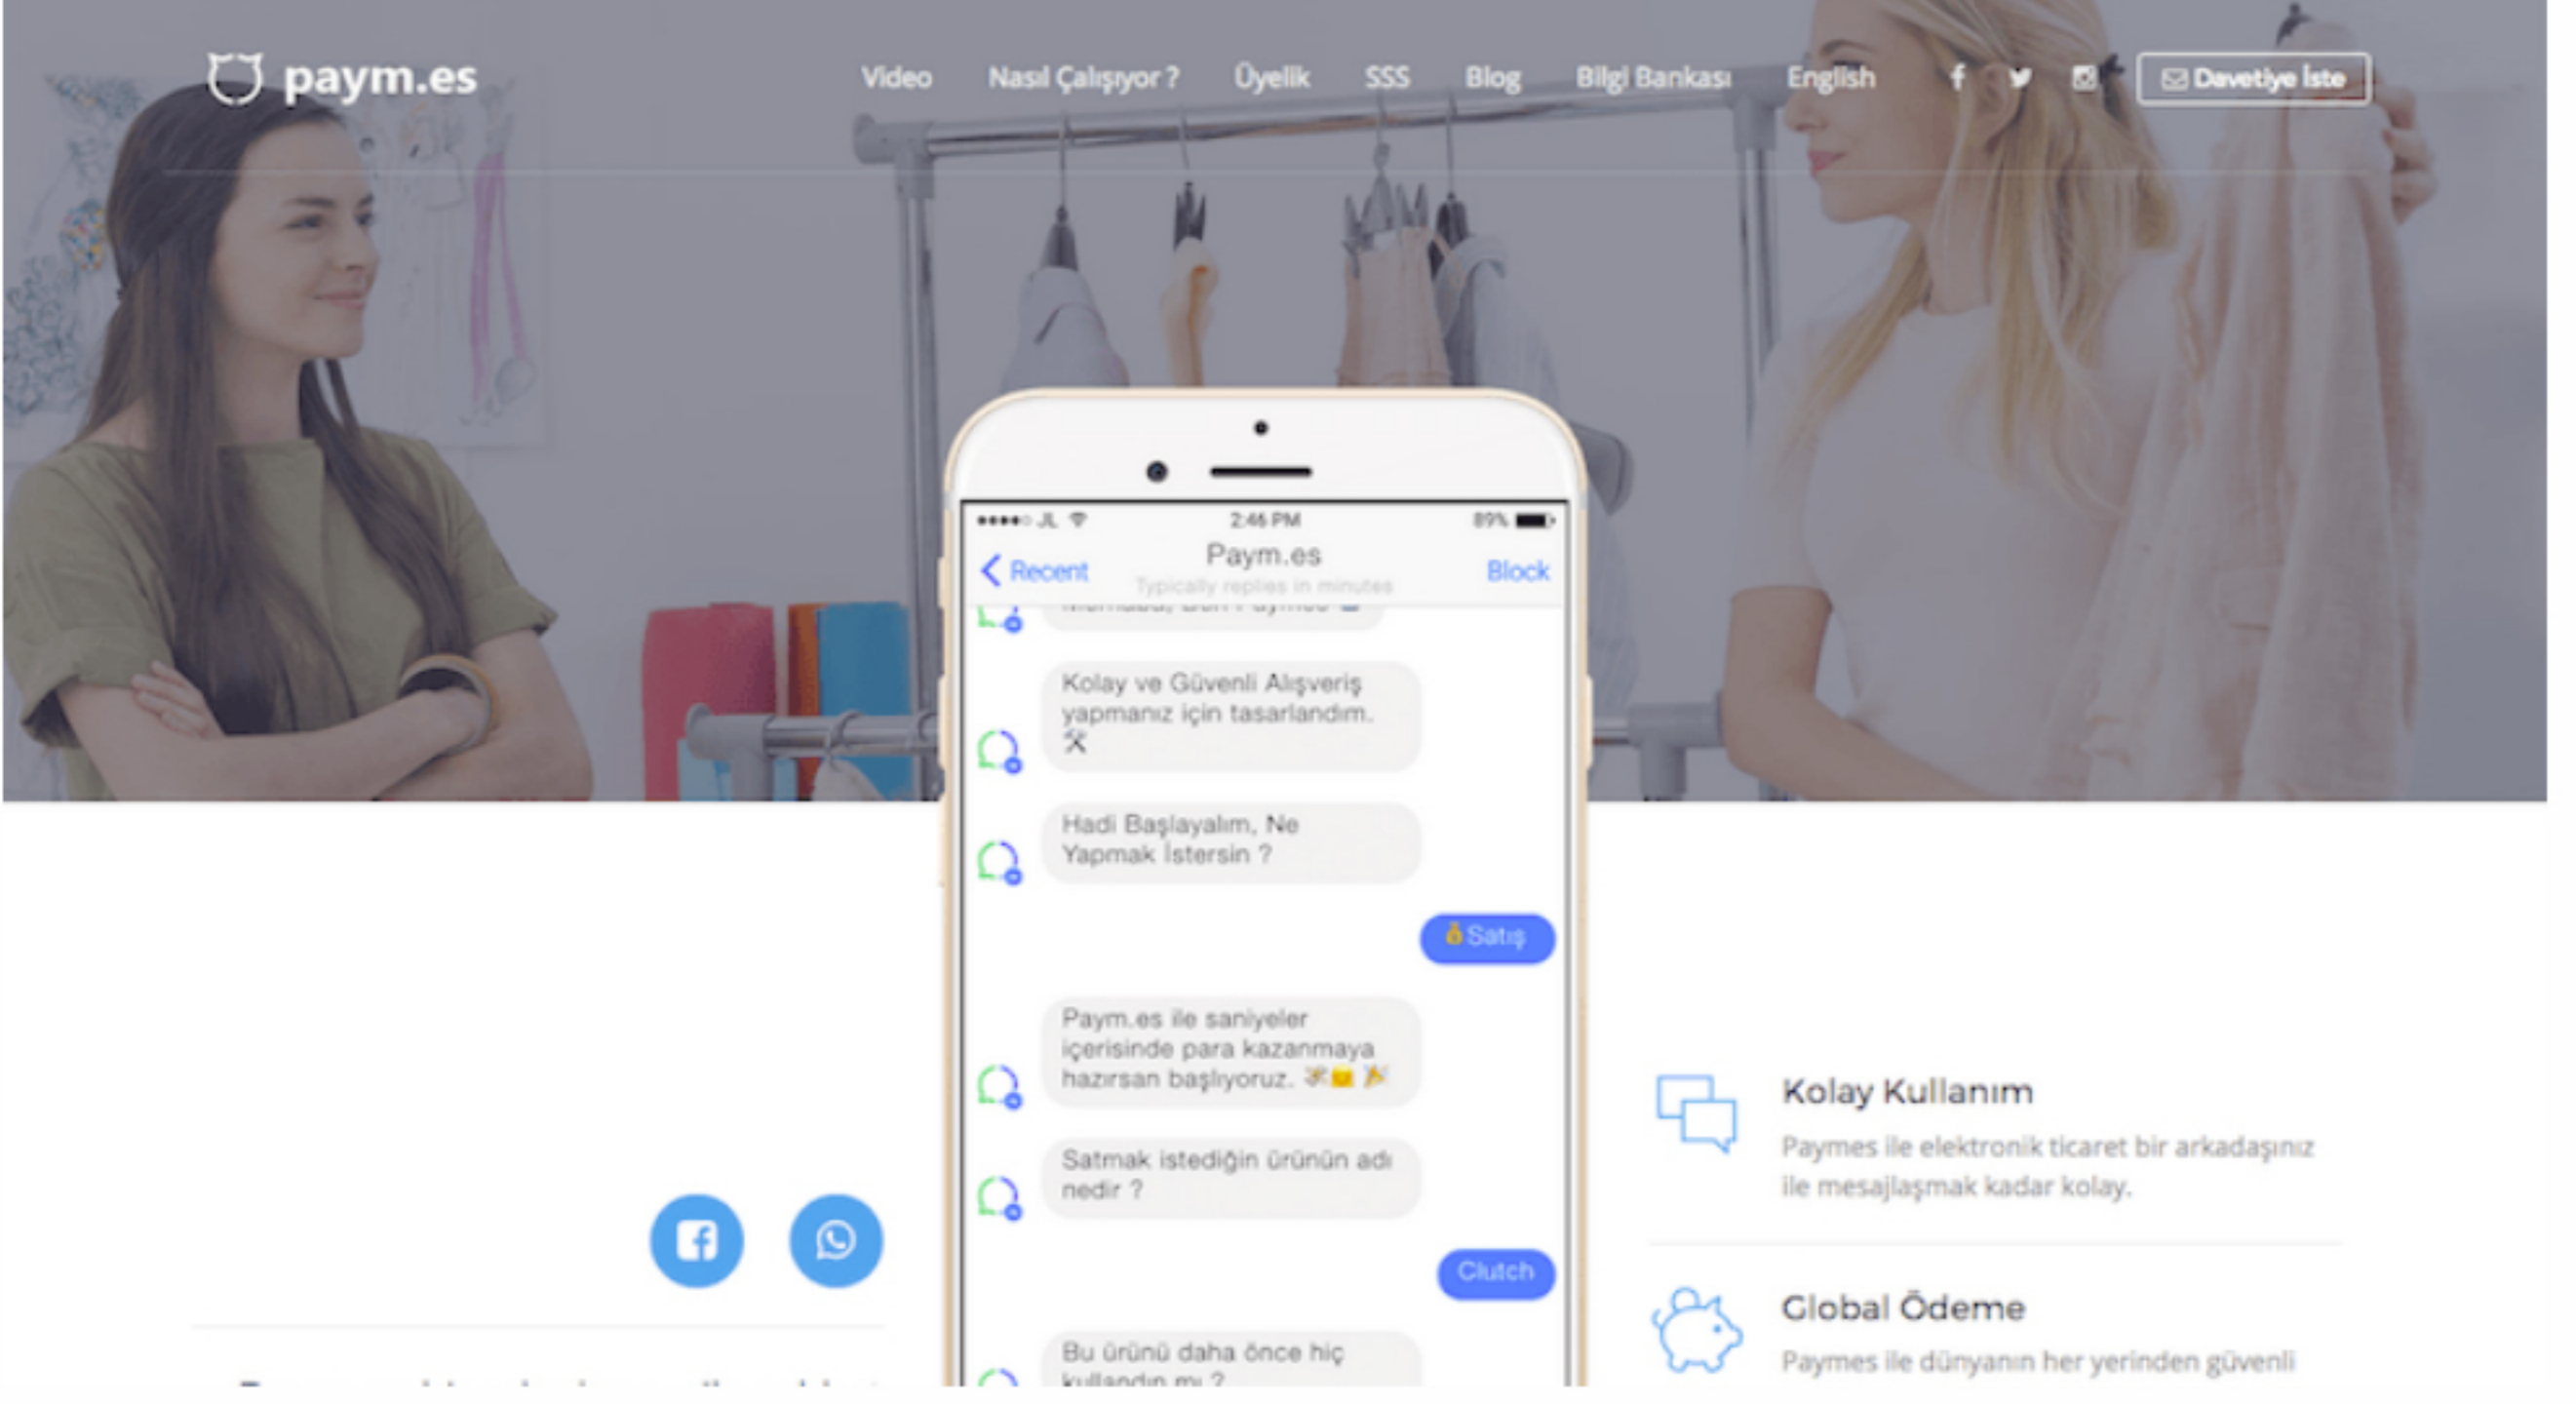 paym.es
Video Nasıl Çalışıyor ? Üyelik SSS Blog Bilgi Bankası English Davetiye İste
JL 2:46 PM 89%
Recent Paym.es Block
Typically replies in minutes
Kolay ve Güvenli Alışveriş
yapmanız için tasarlandım.
Hadi Başlayalım, Ne
Yapmak İstersin ?
Satış
Paym.es ile saniyeler
içerisinde para kazanmaya
hazırsan başlıyoruz.
Satmak istediğin ürünün adı
nedir ?
Clutch
Bu ürünü daha önce hiç
kullandın mı ?
Kolay Kullanım
Paymes ile elektronik ticaret bir arkadaşınız
ile mesajlaşmak kadar kolay.
Global Ödeme
Paymes ile dünyanın her yerinden güvenli